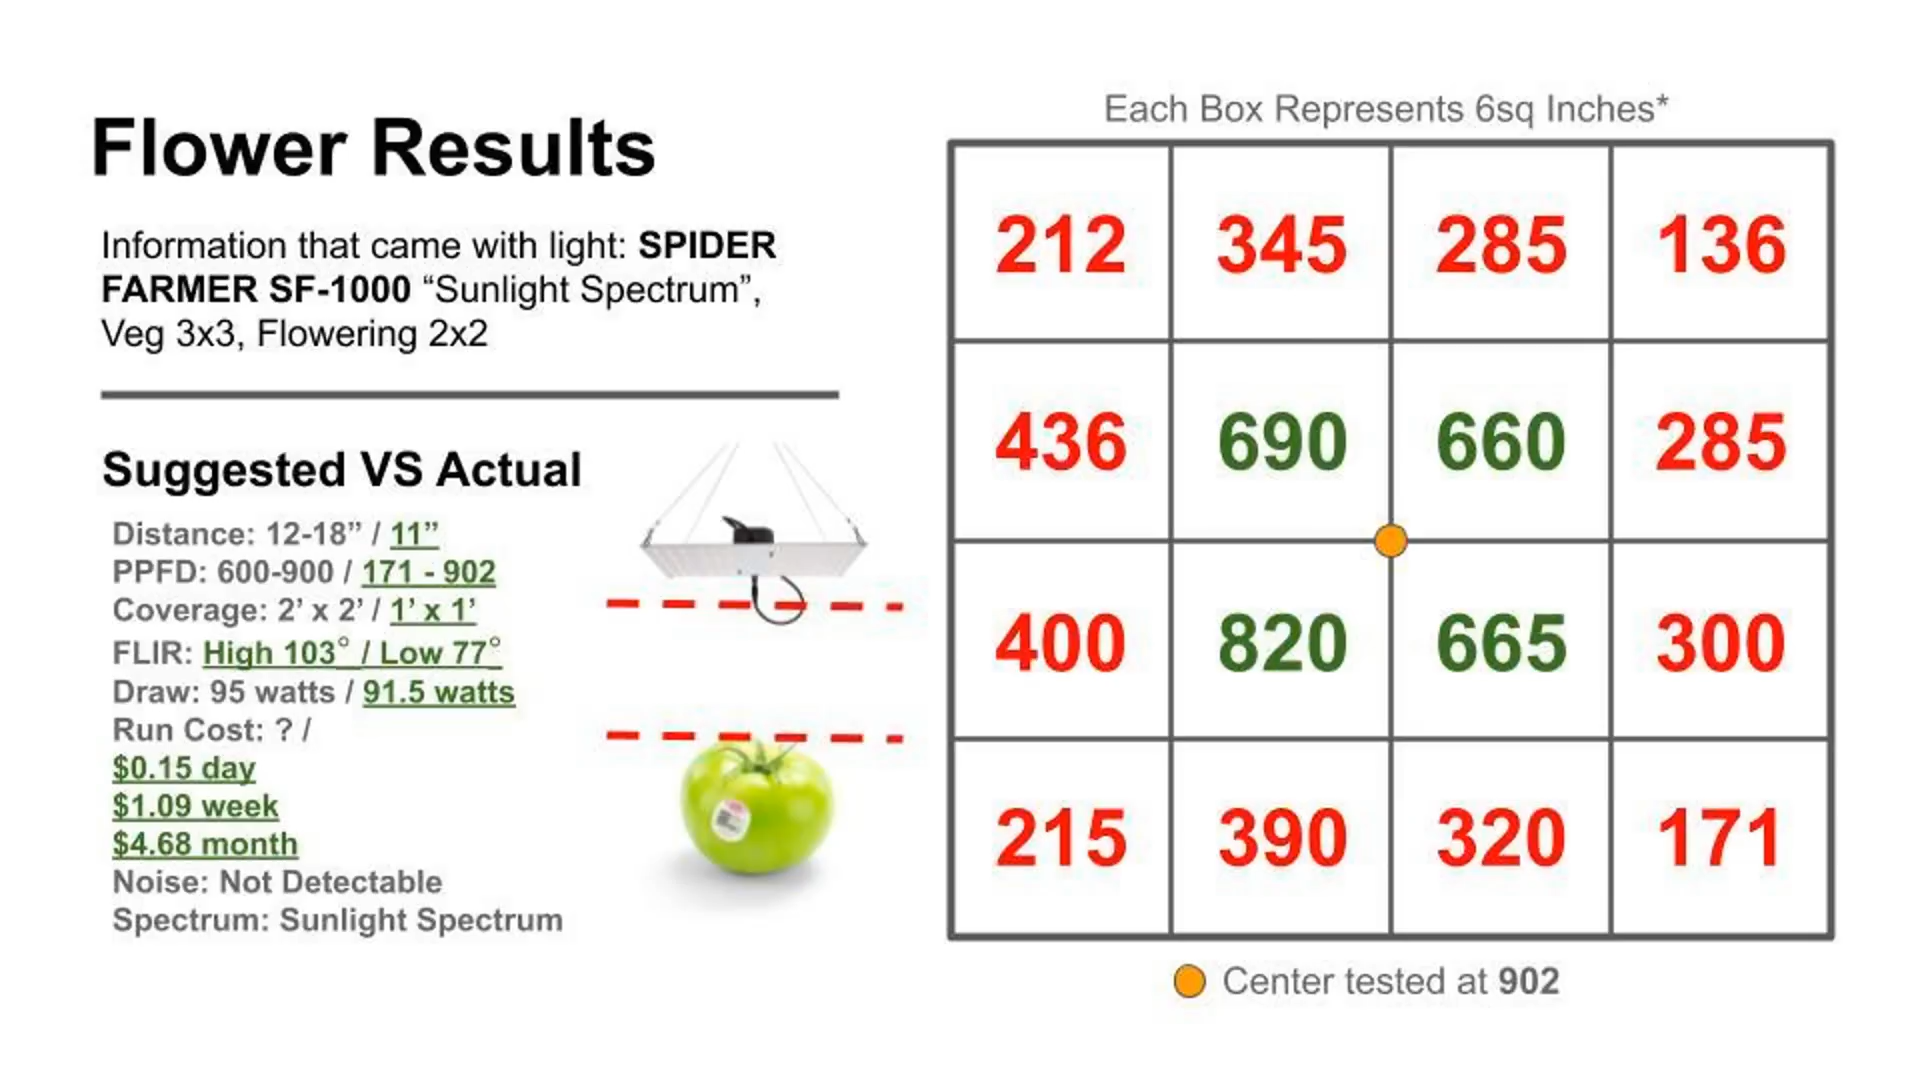 Flower Results
Information that came with light: SPIDER
FARMER SF-1000 “Sunlight Spectrum”,
Veg 3x3, Flowering 2x2
Suggested VS Actual
Distance: 12-18” / 11”
PPFD: 600-900 / 171 - 902
Coverage: 2’ x 2’ / 1’ x 1’
FLIR: High 103° / Low 77°
Draw: 95 watts / 91.5 watts
Run Cost: ? /
$0.15 day
$1.09 week
$4.68 month
Noise: Not Detectable
Spectrum: Sunlight Spectrum
Each Box Represents 6sq Inches*
212 345 285 136
436 690 660 285
400 820 665 300
215 390 320 171
Center tested at 902